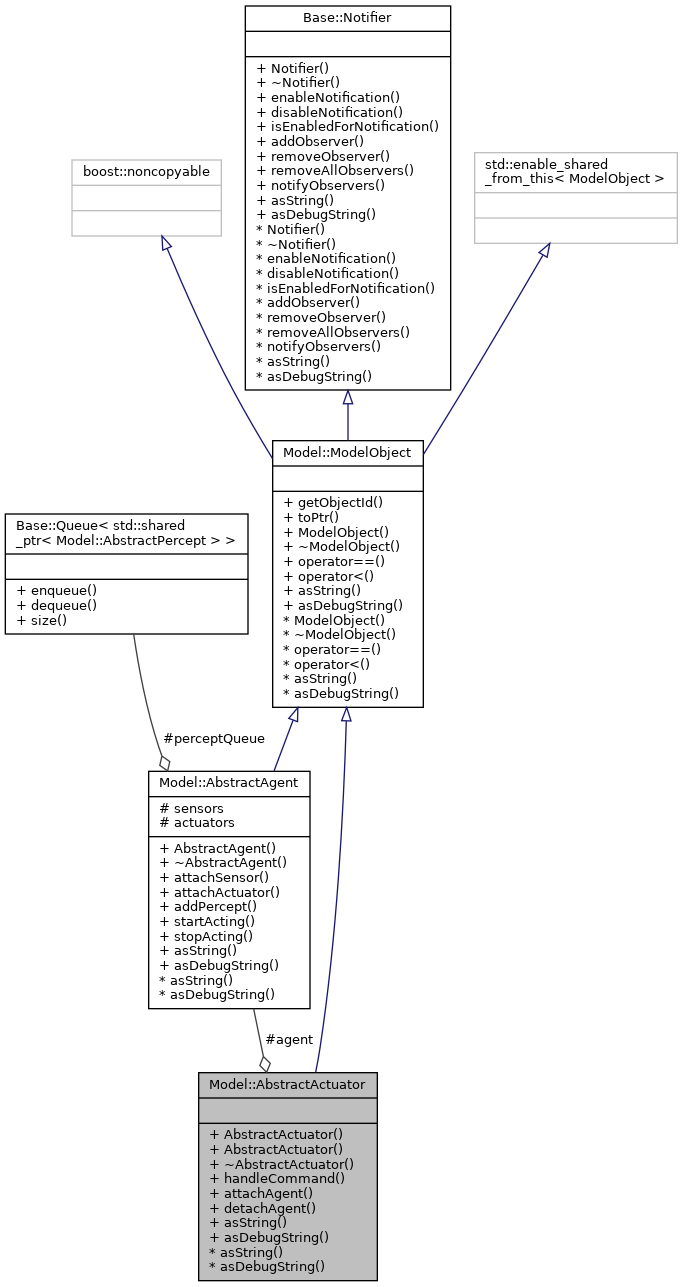 Base::Notifier
+ Notifier()
+ ~Notifier()
+ enableNotification()
+ disableNotification()
+ isEnabledForNotification()
+ addObserver()
+ removeObserver()
+ removeAllObservers()
+ notifyObservers()
+ asString()
+ asDebugString()
* Notifier()
* ~Notifier()
* enableNotification()
* disableNotification()
* isEnabledForNotification()
* addObserver()
* removeObserver()
* removeAllObservers()
* notifyObservers()
* asString()
* asDebugString()
boost::noncopyable
std::enable_shared
_from_this< ModelObject >
Model::ModelObject
+ getObjectId()
+ toPtr()
+ ModelObject()
+ ~ModelObject()
+ operator==()
+ operator<()
+ asString()
+ asDebugString()
* ModelObject()
* ~ModelObject()
* operator==()
* operator<()
* asString()
* asDebugString()
Base::Queue< std::shared
_ptr< Model::AbstractPercept > >
+ enqueue()
+ dequeue()
+ size()
#perceptQueue
Model::AbstractAgent
# sensors
# actuators
+ AbstractAgent()
+ ~AbstractAgent()
+ attachSensor()
+ attachActuator()
+ addPercept()
+ startActing()
+ stopActing()
+ asString()
+ asDebugString()
* asString()
* asDebugString()
#agent
Model::AbstractActuator
+ AbstractActuator()
+ AbstractActuator()
+ ~AbstractActuator()
+ handleCommand()
+ attachAgent()
+ detachAgent()
+ asString()
+ asDebugString()
* asString()
* asDebugString()